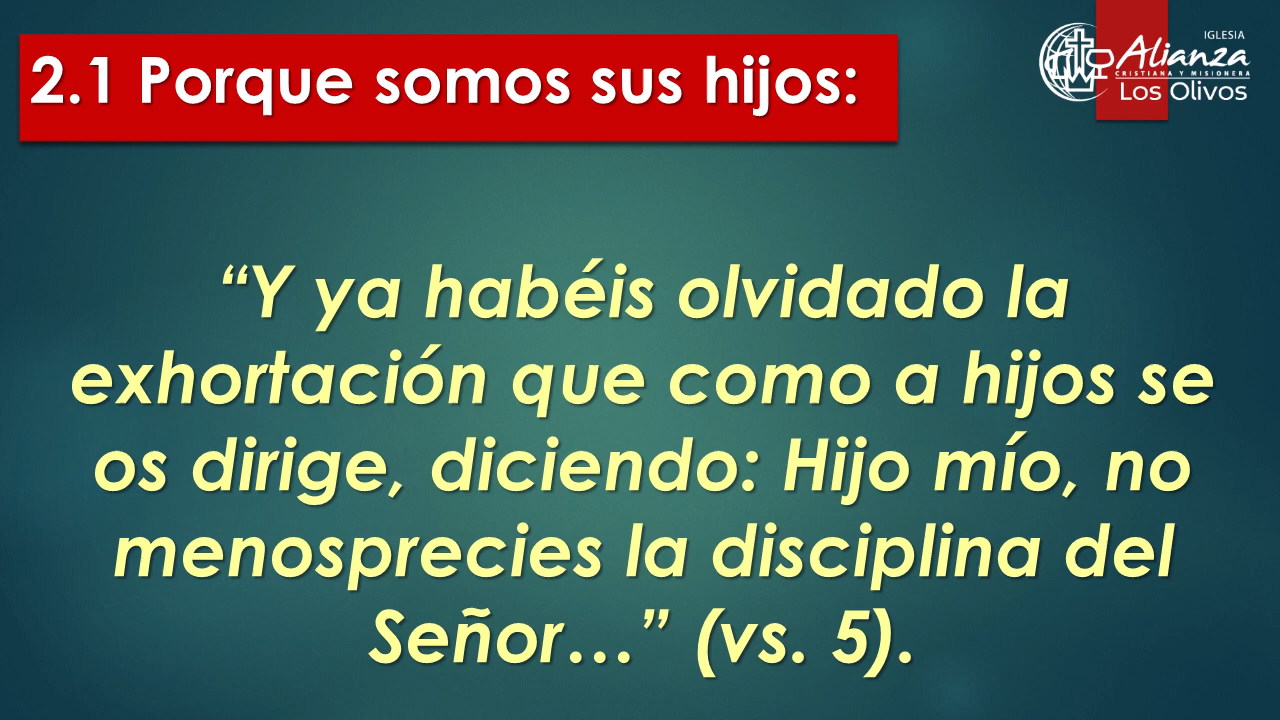 2.1 Porque somos sus hijos:
IGLESIA
Alianza
CRISTIANA Y MISIONERA
Los Olivos
“Y ya habéis olvidado la
exhortación que como a hijos se
os dirige, diciendo: Hijo mío, no
menosprecies la disciplina del
Señor…” (vs. 5).